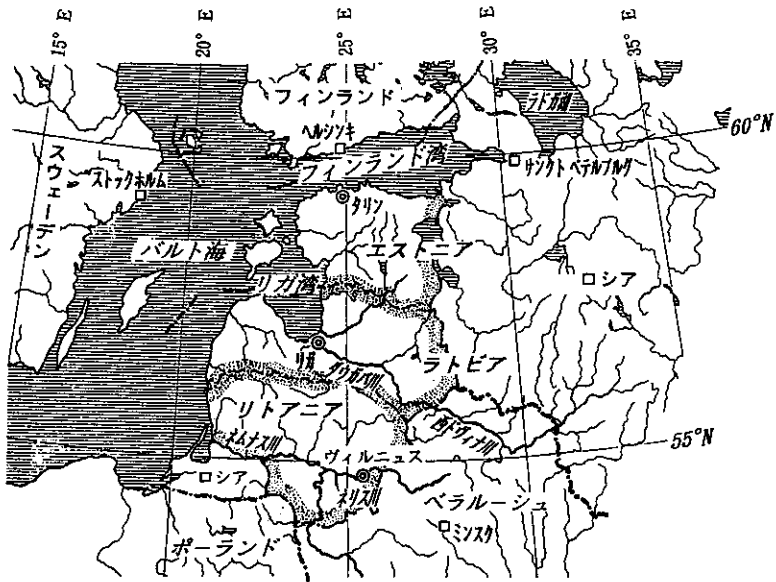 15°E
20°E
25°E
30°E
35°E
フィンランド
ラドガ湖
60°N
ヘルシンキ
フィンランド湾
サンクトペテルブルグ
スウェーデン
ストックホルム
タリン
バルト海
エストニア
リガ湾
ロシア
リガ
ダウガバ川
ラトビア
リトアニア
西ドヴィナ川
ネムナス川
ヴィルニュス
55°N
ロシア
ネリス川
ベラルーシュ
ミンスク
ポーランド